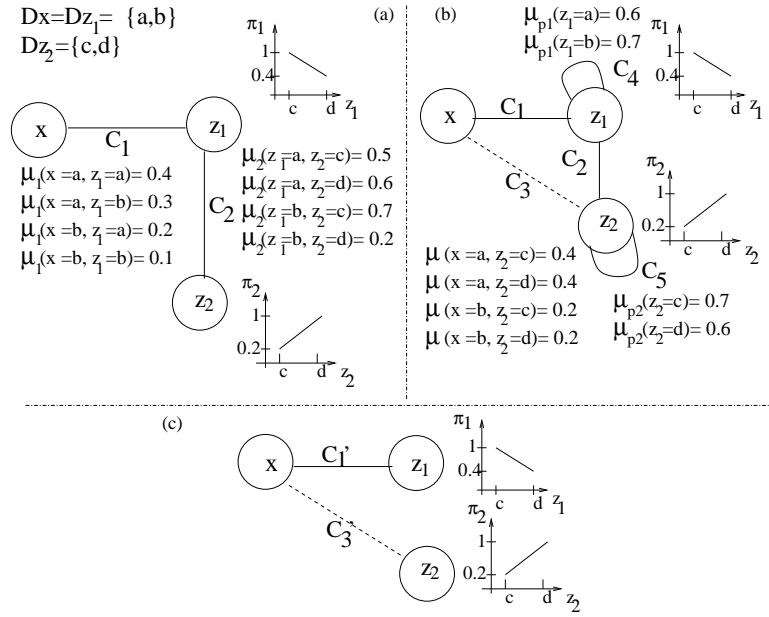 Dx=Dz1= {a,b}
Dz2={c,d}
(a)
π1
1
0.4
c d z1
x
C1
z1
μ1(x =a, z1=a)= 0.4
μ1(x =a, z1=b)= 0.3
μ1(x =b, z1=a)= 0.2
μ1(x =b, z1=b)= 0.1
C2
μ2(z1=a, z2=c)= 0.5
μ2(z1=a, z2=d)= 0.6
μ2(z1=b, z2=c)= 0.7
μ2(z1=b, z2=d)= 0.2
z2
π2
1
0.2
c d
z2
(b)
μp1(z1=a)= 0.6
μp1(z1=b)= 0.7
C4
π1
1
0.4
c d z1
x
C1
z1
C2
C3
z2
C5
π2
1
0.2
c d z2
μ (x =a, z2=c)= 0.4
μ (x =a, z2=d)= 0.4
μ (x =b, z2=c)= 0.2
μ (x =b, z2=d)= 0.2
μp2(z2=c)= 0.7
μp2(z2=d)= 0.6
(c)
x
C1’
z1
π1
1
0.4
c d z1
C3’
z2
π2
1
0.2
c d z2